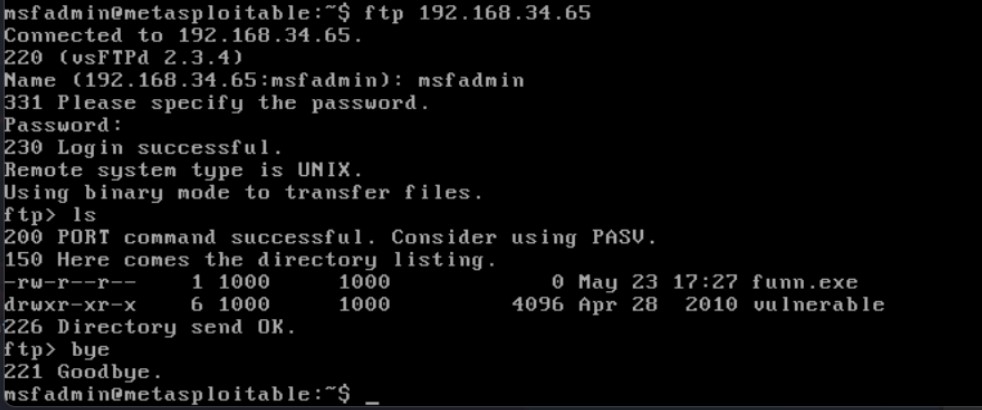 msfadmin@metasploitable:~$ ftp 192.168.34.65
Connected to 192.168.34.65.
220 (vsFTPd 2.3.4)
Name (192.168.34.65:msfadmin): msfadmin
331 Please specify the password.
Password:
230 Login successful.
Remote system type is UNIX.
Using binary mode to transfer files.
ftp> ls
200 PORT command successful. Consider using PASV.
150 Here comes the directory listing.
-rw-r--r--    1 1000     1000            0 May 23 17:27 funn.exe
drwxr-xr-x    6 1000     1000         4096 Apr 28  2010 vulnerable
226 Directory send OK.
ftp> bye
221 Goodbye.
msfadmin@metasploitable:~$ _